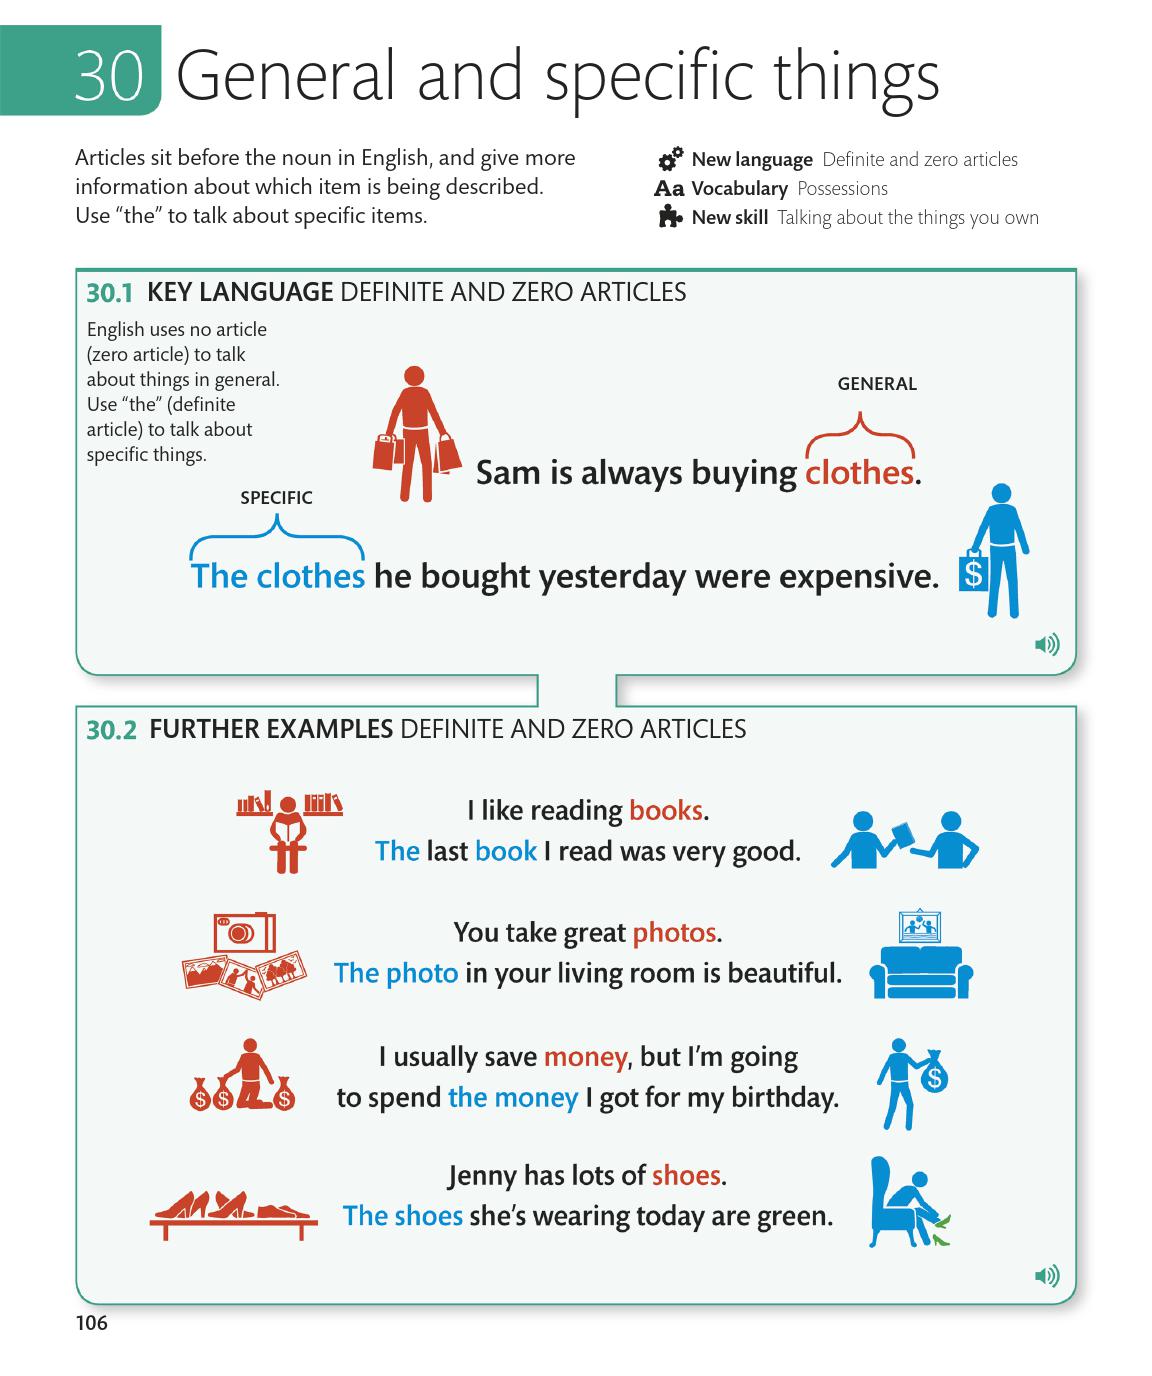 30 General and specific things
Articles sit before the noun in English, and give more
information about which item is being described.
Use “the” to talk about specific items.
New language Definite and zero articles
Aa Vocabulary Possessions
New skill Talking about the things you own
30.1 KEY LANGUAGE DEFINITE AND ZERO ARTICLES
English uses no article
(zero article) to talk
about things in general.
Use “the” (definite
article) to talk about
specific things.
GENERAL
Sam is always buying clothes.
SPECIFIC
The clothes he bought yesterday were expensive.
$
30.2 FURTHER EXAMPLES DEFINITE AND ZERO ARTICLES
I like reading books.
The last book I read was very good.
You take great photos.
The photo in your living room is beautiful.
I usually save money, but I’m going
to spend the money I got for my birthday.
$ $ $
$
Jenny has lots of shoes.
The shoes she’s wearing today are green.
106